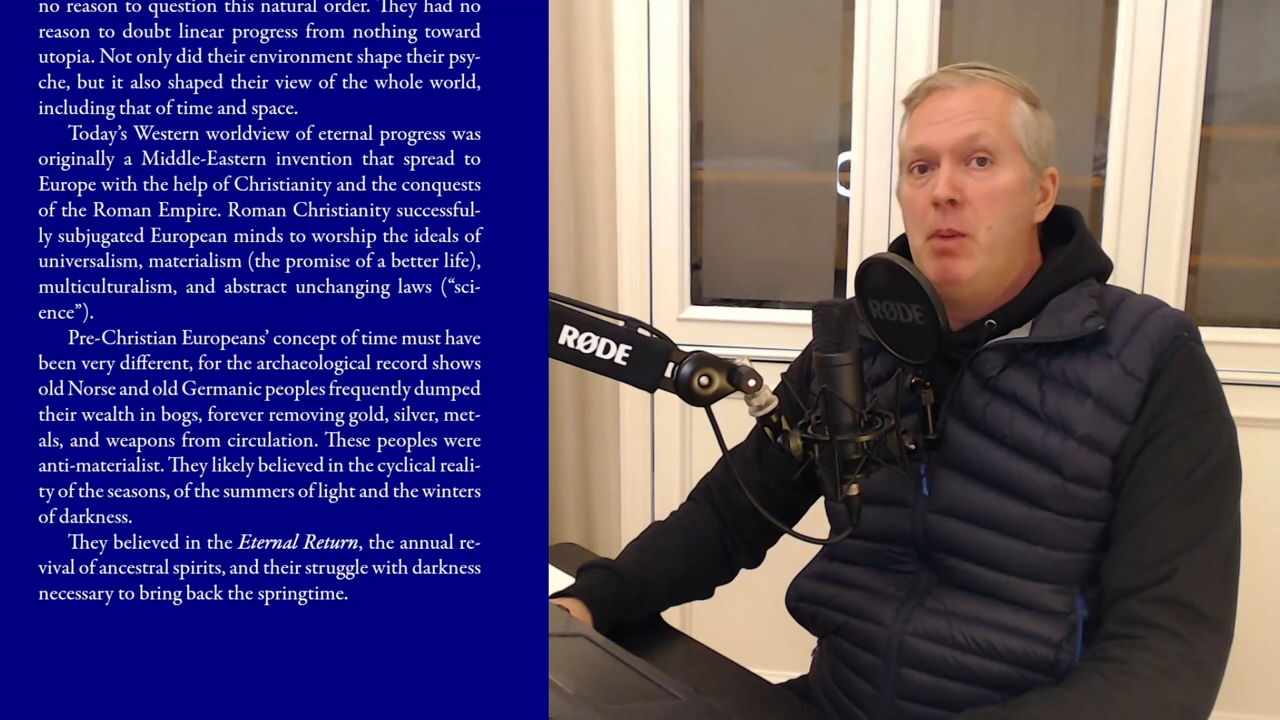 no reason to question this natural order. They had no
reason to doubt linear progress from nothing toward
utopia. Not only did their environment shape their psy-
che, but it also shaped their view of the whole world,
including that of time and space.
Today's Western worldview of eternal progress was
originally a Middle-Eastern invention that spread to
Europe with the help of Christianity and the conquests
of the Roman Empire. Roman Christianity successful-
ly subjugated European minds to worship the ideals of
universalism, materialism (the promise of a better life),
multiculturalism, and abstract unchanging laws (“sci-
ence”).
Pre-Christian Europeans’ concept of time must have
been very different, for the archaeological record shows
old Norse and old Germanic peoples frequently dumped
their wealth in bogs, forever removing gold, silver, met-
als, and weapons from circulation. These peoples were
anti-materialist. They likely believed in the cyclical reali-
ty of the seasons, of the summers of light and the winters
of darkness.
They believed in the Eternal Return, the annual re-
vival of ancestral spirits, and their struggle with darkness
necessary to bring back the springtime.
RØDE
RØDE